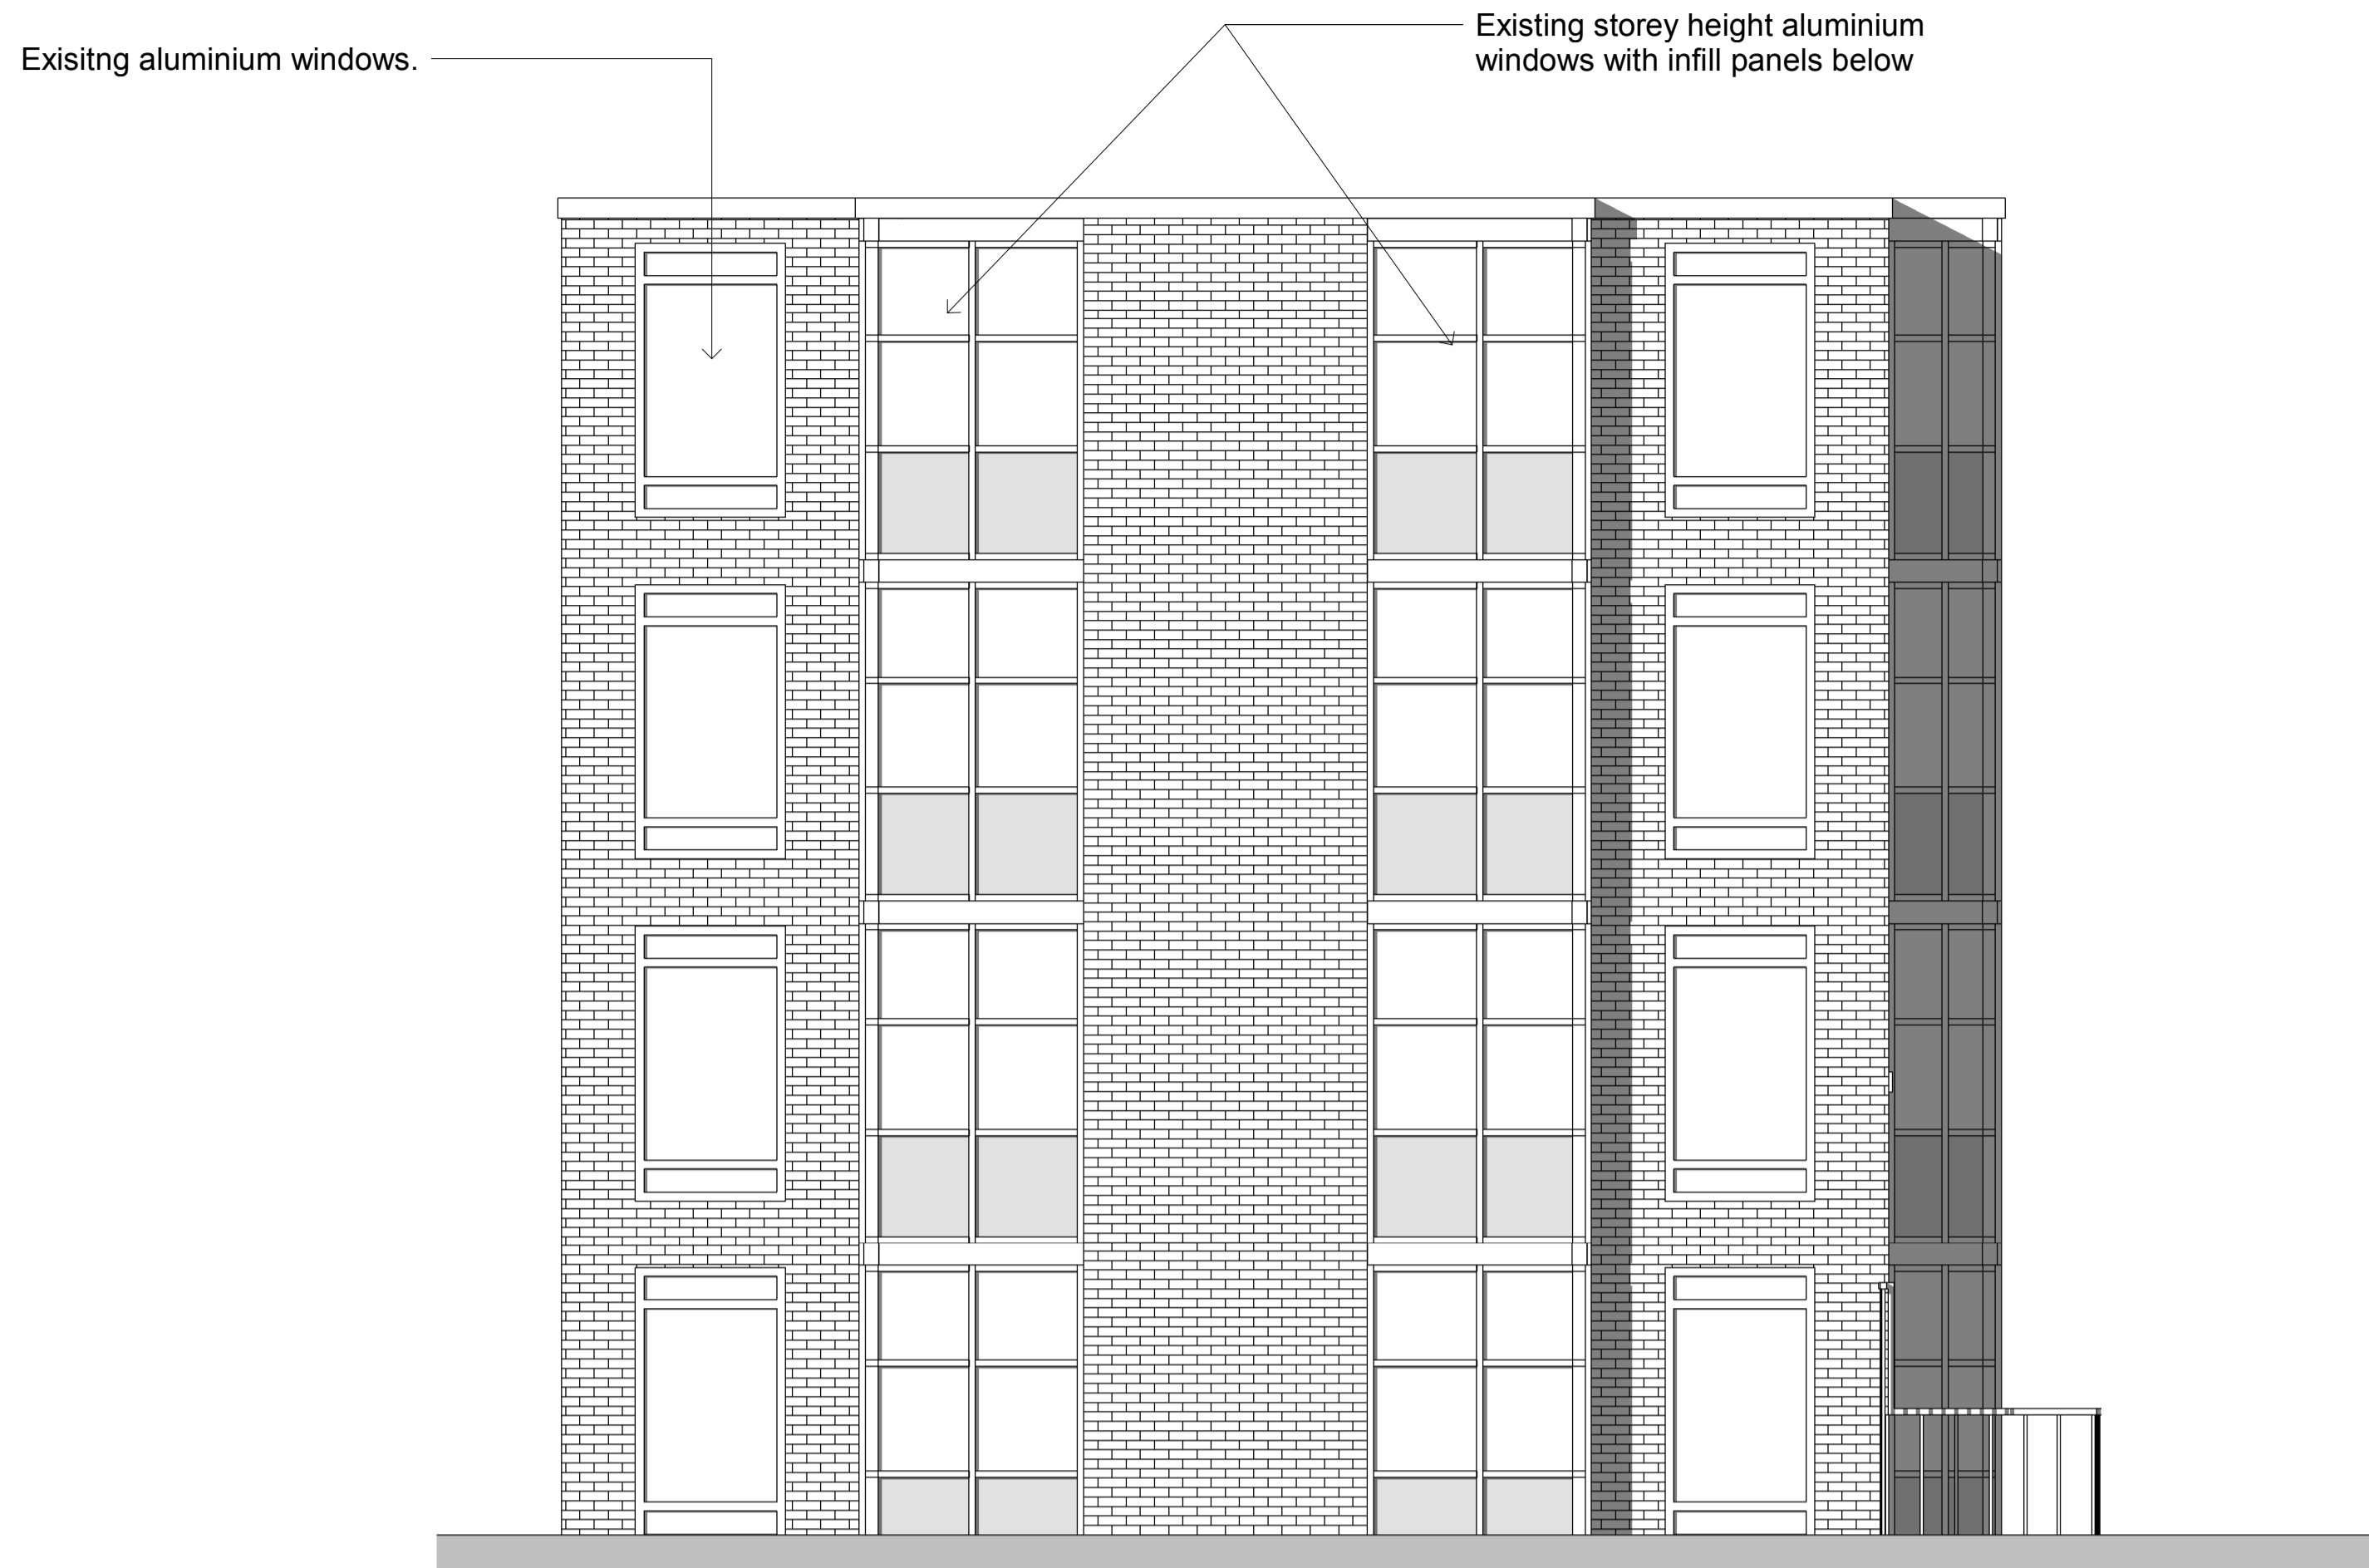 Exisitng aluminium windows.
Existing storey height aluminium
windows with infill panels below